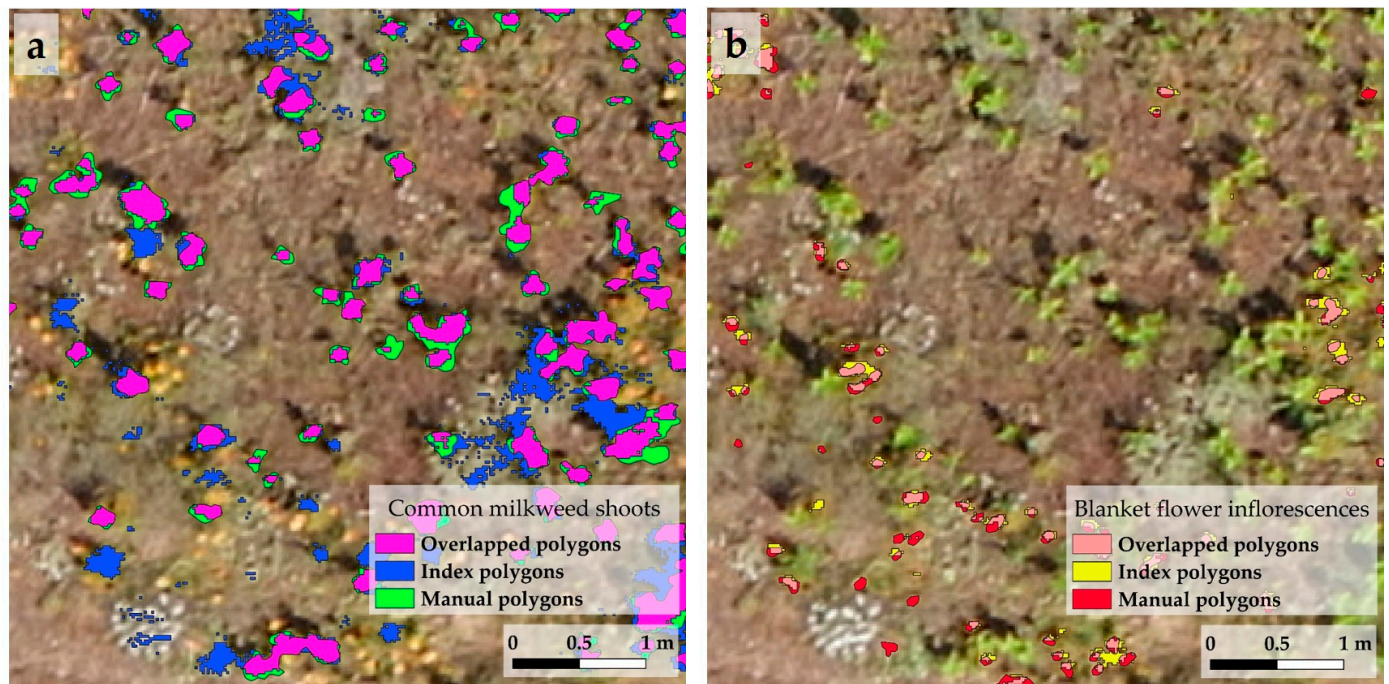 a
Common milkweed shoots
Overlapped polygons
Index polygons
Manual polygons
0 0.5 1 m
b
Blanket flower inflorescences
Overlapped polygons
Index polygons
Manual polygons
0 0.5 1 m